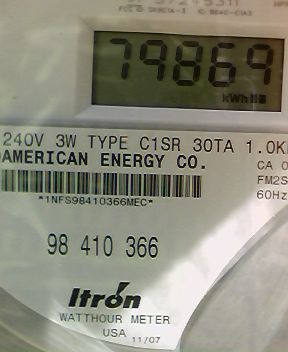 79869
kWh
240V 3W TYPE C1SR 30TA 1.0K
AMERICAN ENERGY CO.
CA 0
FM2S
60Hz
*1NFS98410366MEC*
98 410 366
Itron
WATTHOUR METER
USA 11/07